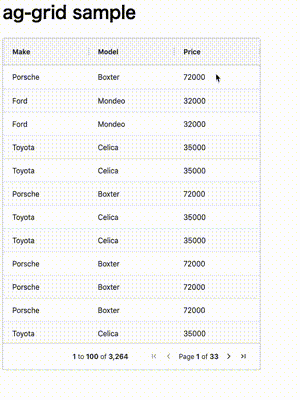 ag-grid sample
Make Model Price
Porsche Boxter 72000
Ford Mondeo 32000
Ford Mondeo 32000
Toyota Celica 35000
Toyota Celica 35000
Porsche Boxter 72000
Toyota Celica 35000
Toyota Celica 35000
Porsche Boxter 72000
Porsche Boxter 72000
Porsche Boxter 72000
Toyota Celica 35000
1 to 100 of 3,264 Page 1 of 33